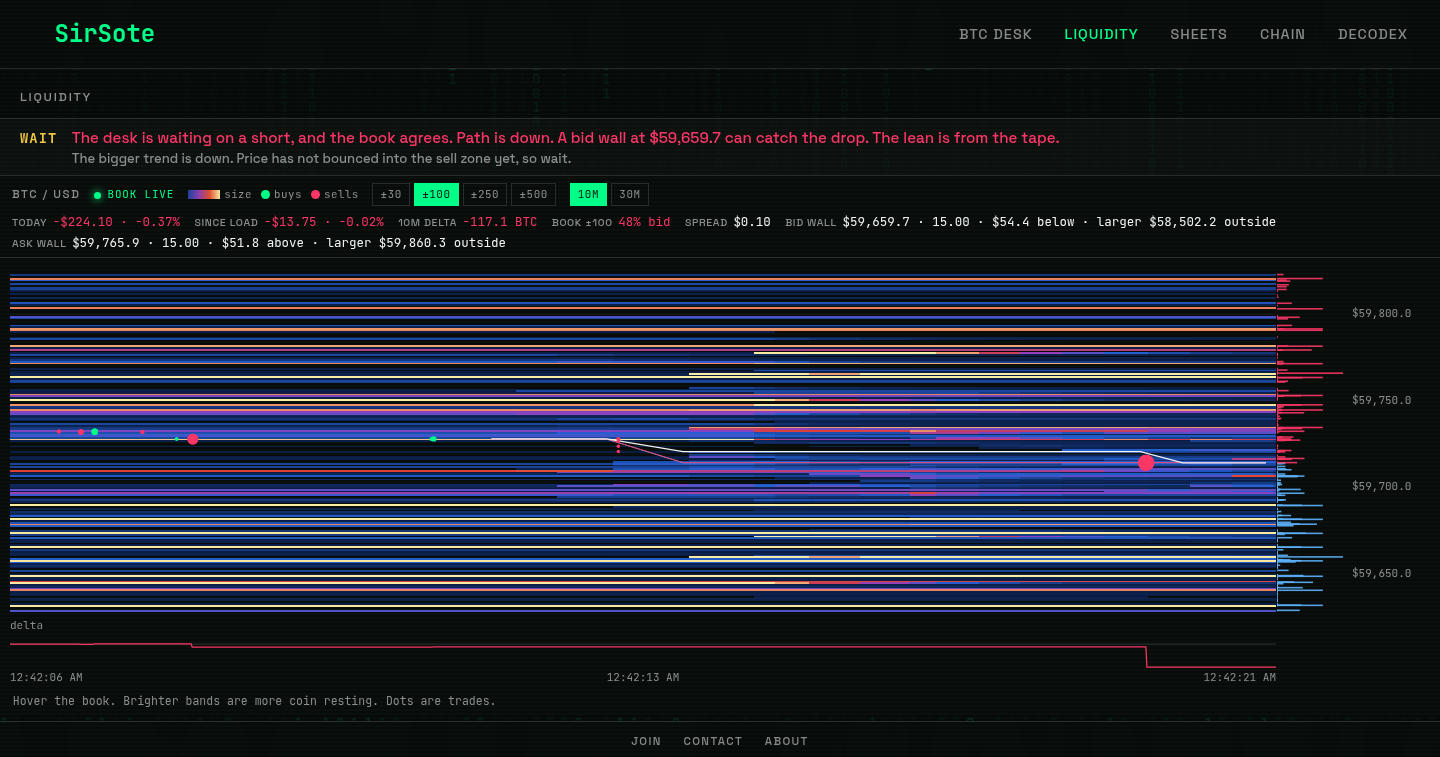 SirSote
BTC DESK LIQUIDITY SHEETS CHAIN DECODEX
LIQUIDITY
WAIT The desk is waiting on a short, and the book agrees. Path is down. A bid wall at $59,659.7 can catch the drop. The lean is from the tape.
The bigger trend is down. Price has not bounced into the sell zone yet, so wait.
BTC / USD BOOK LIVE size buys sells ±30 ±100 ±250 ±500 10M 30M
TODAY -$224.10 · -0.37% SINCE LOAD -$13.75 · -0.02% 10M DELTA -117.1 BTC BOOK ±100 48% bid SPREAD $0.10 BID WALL $59,659.7 · 15.00 · $54.4 below · larger $58,502.2 outside
ASK WALL $59,765.9 · 15.00 · $51.8 above · larger $59,860.3 outside
$59,800.0
$59,750.0
$59,700.0
$59,650.0
delta
12:42:06 AM 12:42:13 AM 12:42:21 AM
Hover the book. Brighter bands are more coin resting. Dots are trades.
JOIN CONTACT ABOUT